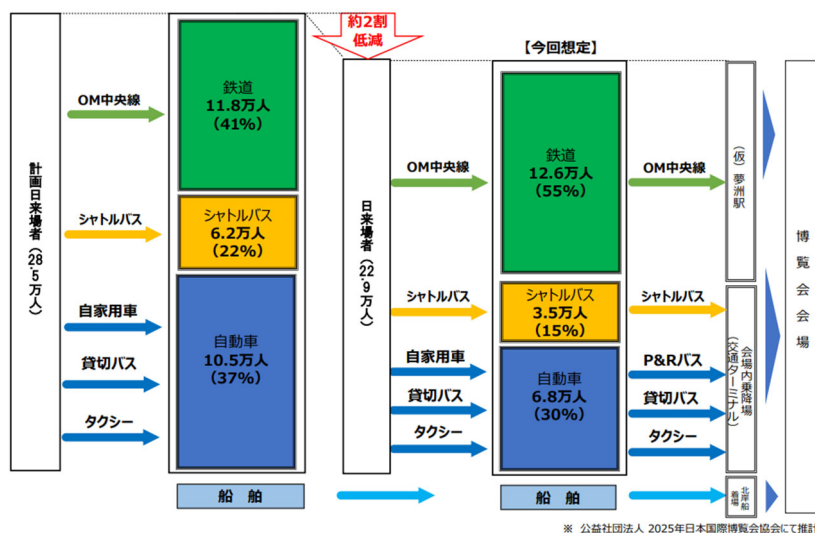 約2割
低減
【今回想定】
計画日来場者(28.5万人)
OM中央線
鉄道
11.8万人
(41%)
シャトルバス
シャトルバス
6.2万人
(22%)
自家用車
貸切バス
タクシー
自動車
10.5万人
(37%)
船舶
日来場者(22.9万人)
OM中央線
鉄道
12.6万人
(55%)
OM中央線
シャトルバス
シャトルバス
3.5万人
(15%)
シャトルバス
自家用車
貸切バス
タクシー
自動車
6.8万人
(30%)
P&Rバス
貸切バス
タクシー
船舶
(仮)夢洲駅
会場内乗降場
(交通ターミナル)
北岸船
着場
博覧会会場
※ 公益社団法人 2025年日本国際博覧会協会にて推計